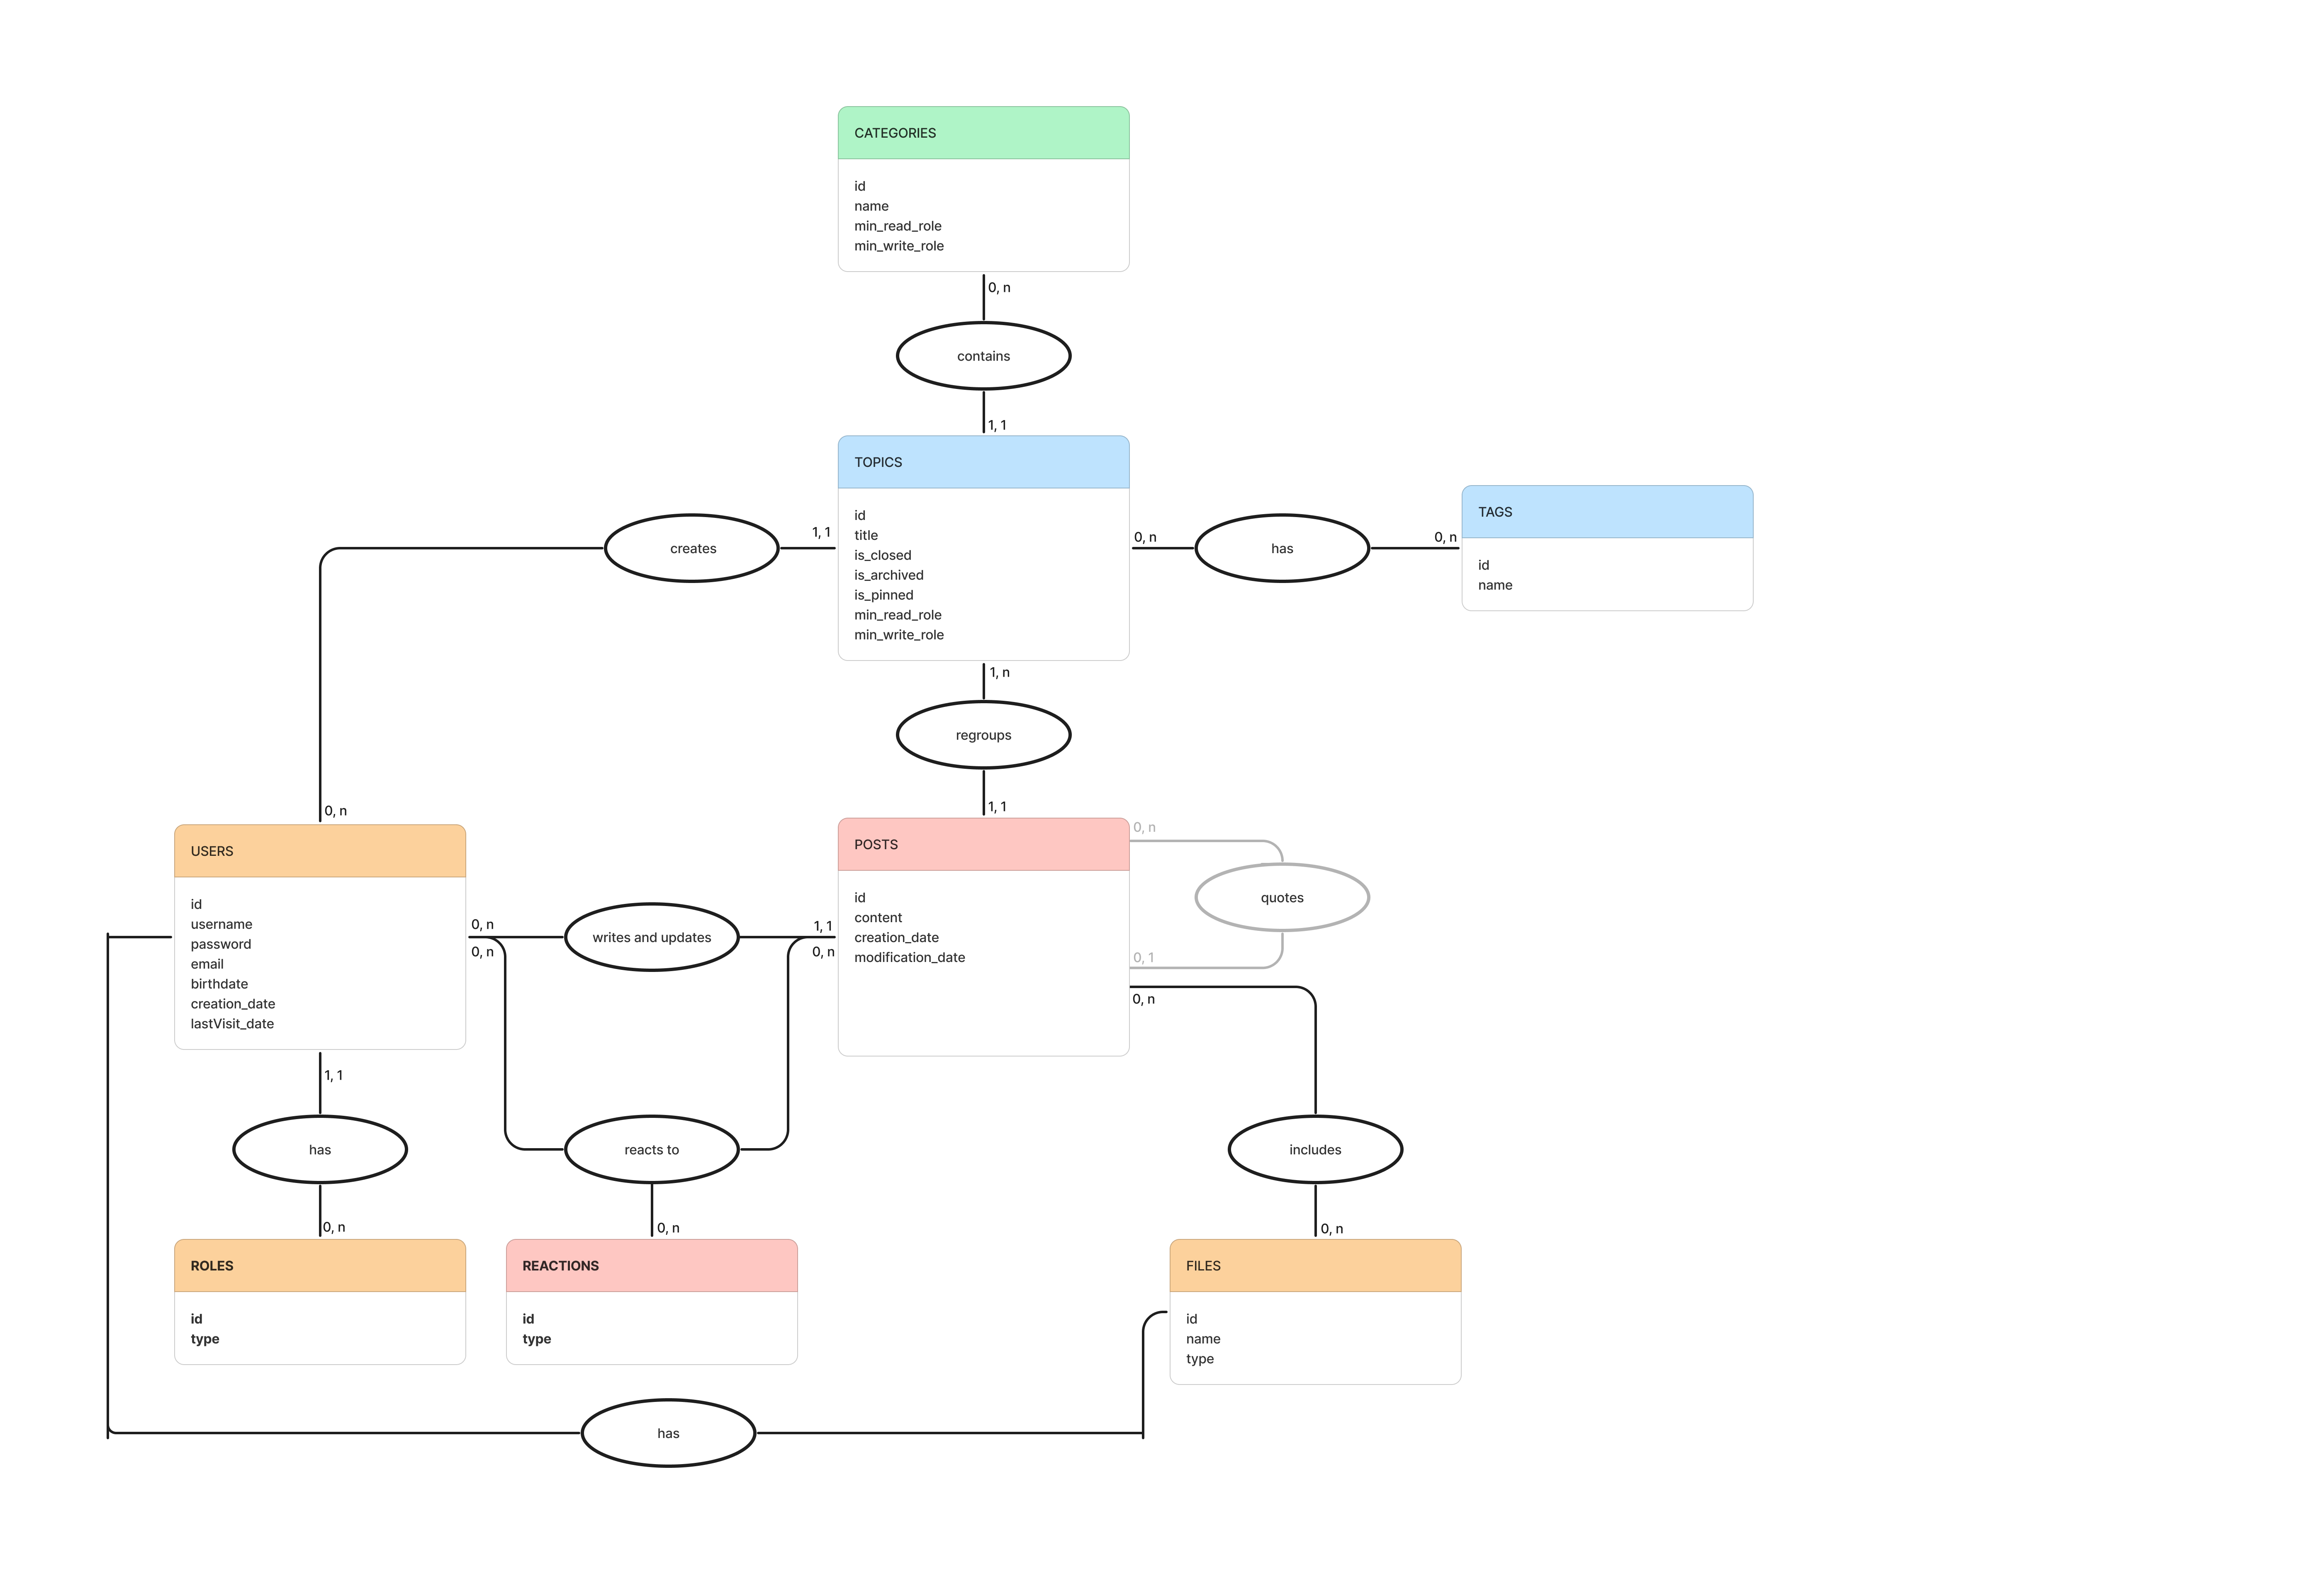 CATEGORIES
id
name
min_read_role
min_write_role
0, n
contains
1, 1
TOPICS
id
title
is_closed
is_archived
is_pinned
min_read_role
min_write_role
creates
1, 1
0, n
has
0, n
TAGS
id
name
1, n
regroups
1, 1
0, n
USERS
id
username
password
email
birthdate
creation_date
lastVisit_date
0, n
0, n
writes and updates
1, 1
0, n
POSTS
id
content
creation_date
modification_date
0, n
quotes
0, 1
0, n
1, 1
has
0, n
reacts to
0, n
includes
0, n
ROLES
id
type
REACTIONS
id
type
FILES
id
name
type
has